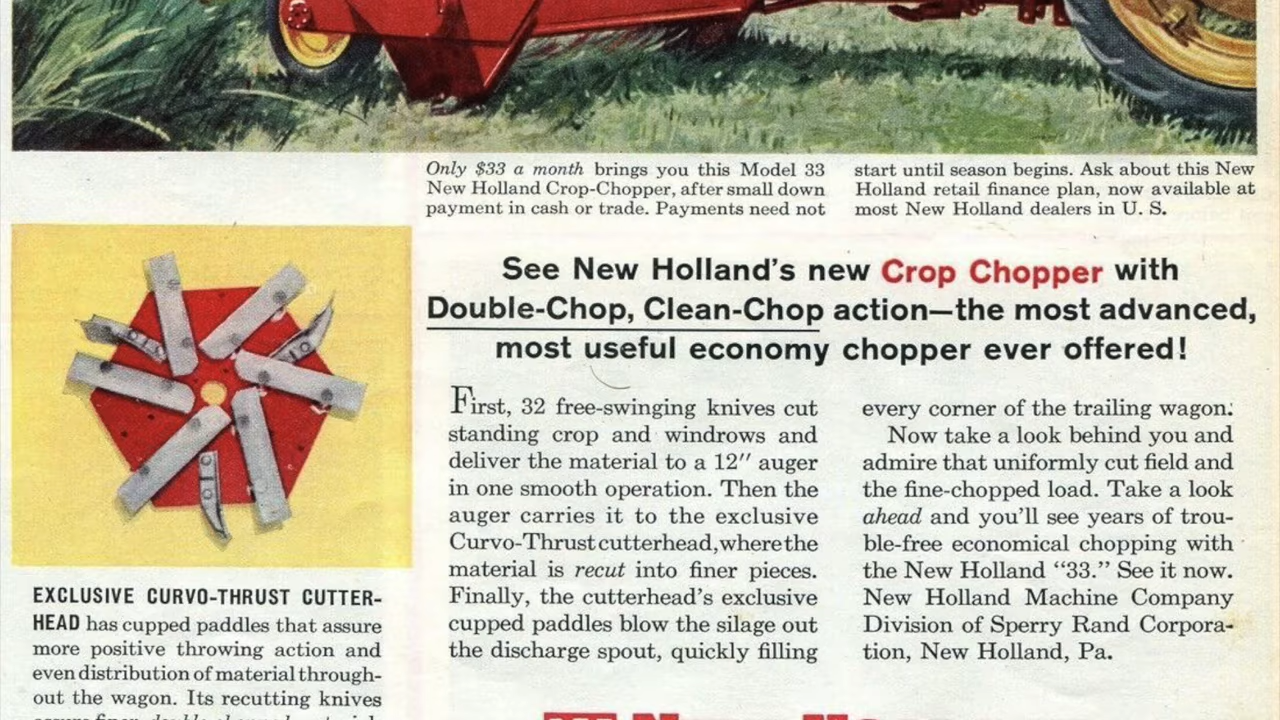 Only $33 a month brings you this Model 33
New Holland Crop-Chopper, after small down
payment in cash or trade. Payments need not
start until season begins. Ask about this New
Holland retail finance plan, now available at
most New Holland dealers in U. S.
See New Holland's new Crop Chopper with
Double-Chop, Clean-Chop action—the most advanced,
most useful economy chopper ever offered!
First, 32 free-swinging knives cut
standing crop and windrows and
deliver the material to a 12″ auger
in one smooth operation. Then the
auger carries it to the exclusive
Curvo-Thrust cutterhead, where the
material is recut into finer pieces.
Finally, the cutterhead's exclusive
cupped paddles blow the silage out
the discharge spout, quickly filling
every corner of the trailing wagon.
Now take a look behind you and
admire that uniformly cut field and
the fine-chopped load. Take a look
ahead and you'll see years of trou-
ble-free economical chopping with
the New Holland “33.” See it now.
New Holland Machine Company
Division of Sperry Rand Corpora-
tion, New Holland, Pa.
EXCLUSIVE CURVO-THRUST CUTTER-
HEAD has cupped paddles that assure
more positive throwing action and
even distribution of material through-
out the wagon. Its recutting knives